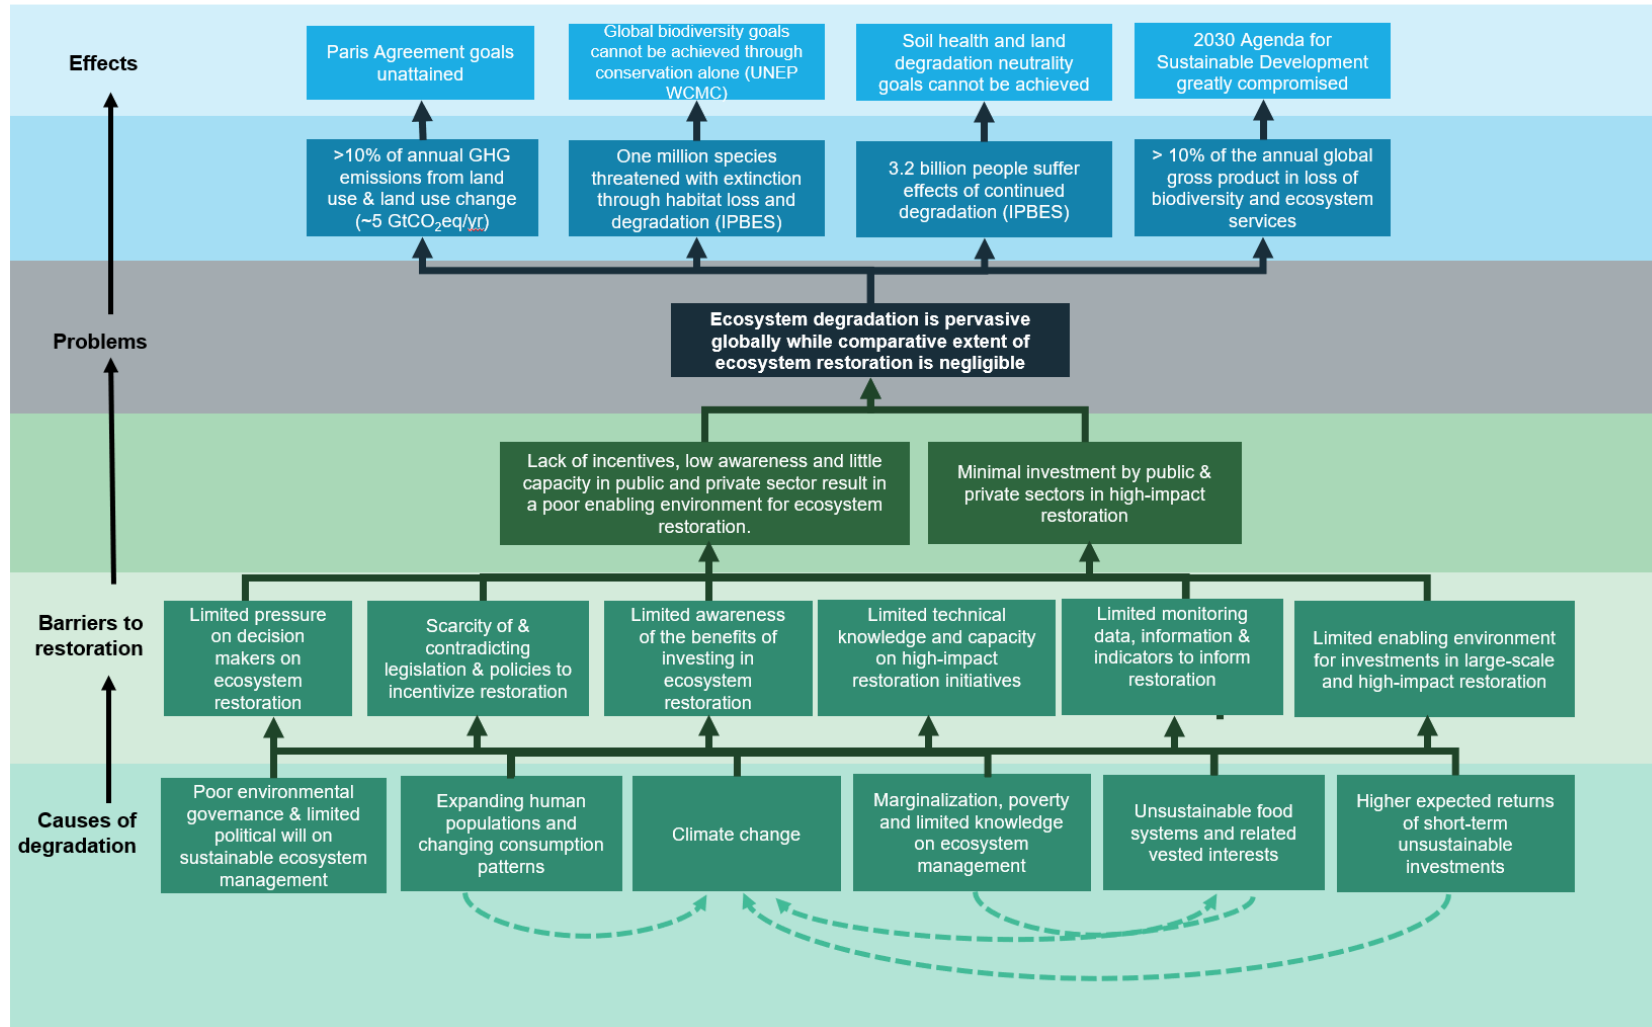 Effects
Paris Agreement goals
unattained
Global biodiversity goals
cannot be achieved through
conservation alone (UNEP
WCMC)
Soil health and land
degradation neutrality
goals cannot be achieved
2030 Agenda for
Sustainable Development
greatly compromised
>10% of annual GHG
emissions from land
use & land use change
(~5 GtCO₂eq/yr)
One million species
threatened with extinction
through habitat loss and
degradation (IPBES)
3.2 billion people suffer
effects of continued
degradation (IPBES)
> 10% of the annual global
gross product in loss of
biodiversity and ecosystem
services
Problems
Ecosystem degradation is pervasive
globally while comparative extent of
ecosystem restoration is negligible
Lack of incentives, low awareness and little
capacity in public and private sector result in
a poor enabling environment for ecosystem
restoration.
Minimal investment by public &
private sectors in high-impact
restoration
Barriers to
restoration
Limited pressure
on decision
makers on
ecosystem
restoration
Scarcity of &
contradicting
legislation & policies to
incentivize restoration
Limited awareness
of the benefits of
investing in
ecosystem
restoration
Limited technical
knowledge and capacity
on high-impact
restoration initiatives
Limited monitoring
data, information &
indicators to inform
restoration
Limited enabling environment
for investments in large-scale
and high-impact restoration
Causes of
degradation
Poor environmental
governance & limited
political will on
sustainable ecosystem
management
Expanding human
populations and
changing consumption
patterns
Climate change
Marginalization, poverty
and limited knowledge
on ecosystem
management
Unsustainable food
systems and related
vested interests
Higher expected returns
of short-term
unsustainable
investments